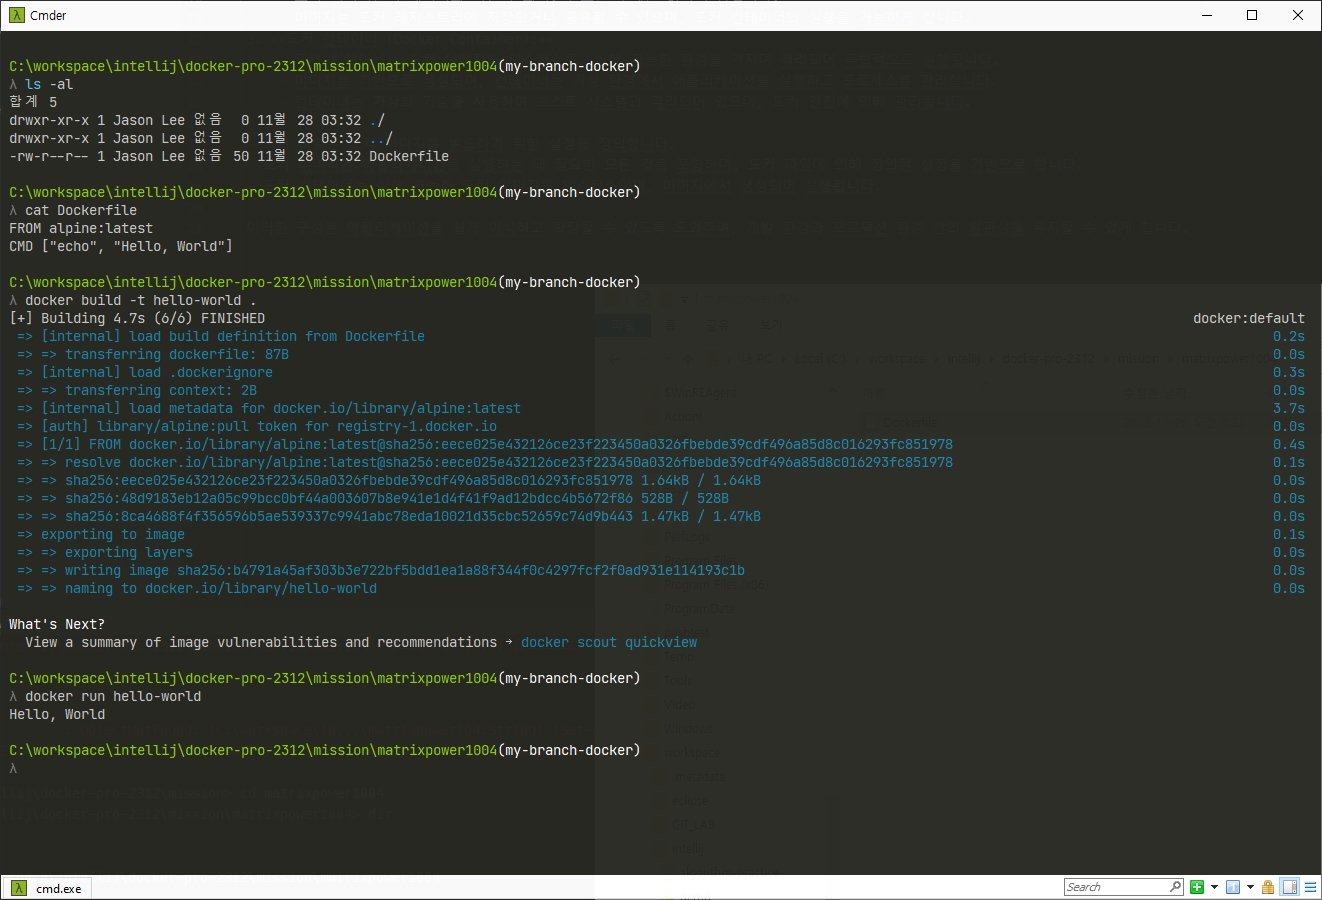 Cmder
C:\workspace\intellij\docker-pro-2312\mission\matrixpower1004(my-branch-docker)
λ ls -al
합계 5
drwxr-xr-x 1 Jason Lee 없음  0 11월 28 03:32 ./
drwxr-xr-x 1 Jason Lee 없음  0 11월 28 03:32 ../
-rw-r--r-- 1 Jason Lee 없음 50 11월 28 03:32 Dockerfile
C:\workspace\intellij\docker-pro-2312\mission\matrixpower1004(my-branch-docker)
λ cat Dockerfile
FROM alpine:latest
CMD ["echo", "Hello, World"]
C:\workspace\intellij\docker-pro-2312\mission\matrixpower1004(my-branch-docker)
λ docker build -t hello-world .
[+] Building 4.7s (6/6) FINISHED docker:default
=> [internal] load build definition from Dockerfile 0.2s
=> => transferring dockerfile: 87B 0.0s
=> [internal] load .dockerignore 0.3s
=> => transferring context: 2B 0.0s
=> [internal] load metadata for docker.io/library/alpine:latest 3.7s
=> [auth] library/alpine:pull token for registry-1.docker.io 0.0s
=> [1/1] FROM docker.io/library/alpine:latest@sha256:eece025e432126ce23f223450a0326fbebde39cdf496a85d8c016293fc851978 0.4s
=> => resolve docker.io/library/alpine:latest@sha256:eece025e432126ce23f223450a0326fbebde39cdf496a85d8c016293fc851978 0.1s
=> => sha256:eece025e432126ce23f223450a0326fbebde39cdf496a85d8c016293fc851978 1.64kB / 1.64kB 0.0s
=> => sha256:48d9183eb12a05c99bcc0bf44a003607b8e941e1d4f41f9ad12bdcc4b5672f86 528B / 528B 0.0s
=> => sha256:8ca4688f4f356596b5ae539337c9941abc78eda10021d35cbc52659c74d9b443 1.47kB / 1.47kB 0.0s
=> exporting to image 0.1s
=> => exporting layers 0.0s
=> => writing image sha256:b4791a45af303b3e722bf5bdd1ea1a88f344f0c4297fcf2f0ad931e114193c1b 0.0s
=> => naming to docker.io/library/hello-world 0.0s
What's Next?
View a summary of image vulnerabilities and recommendations → docker scout quickview
C:\workspace\intellij\docker-pro-2312\mission\matrixpower1004(my-branch-docker)
λ docker run hello-world
Hello, World
C:\workspace\intellij\docker-pro-2312\mission\matrixpower1004(my-branch-docker)
λ
cmd.exe
Search